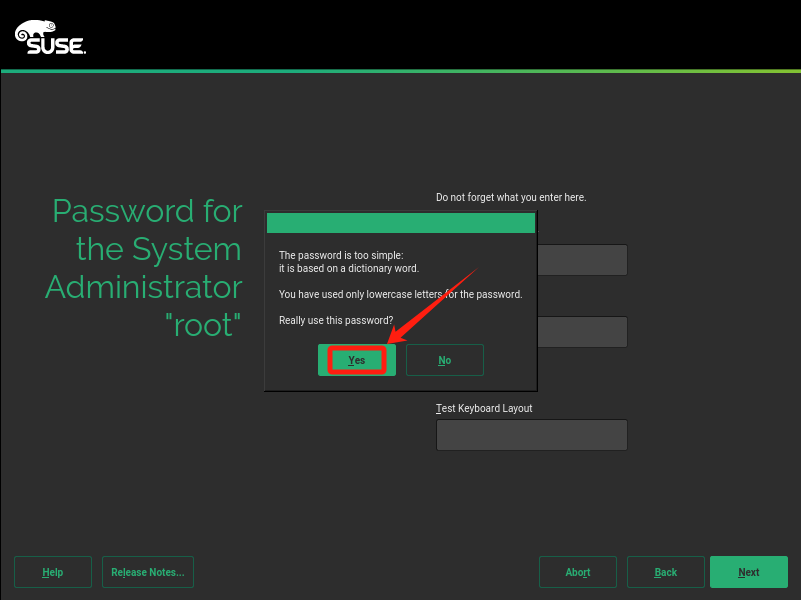 SUSE.
Password for
the System
Administrator
"root"
Do not forget what you enter here.
The password is too simple:
it is based on a dictionary word.
You have used only lowercase letters for the password.
Really use this password?
Yes
No
Test Keyboard Layout
Help
Release Notes...
Abort
Back
Next